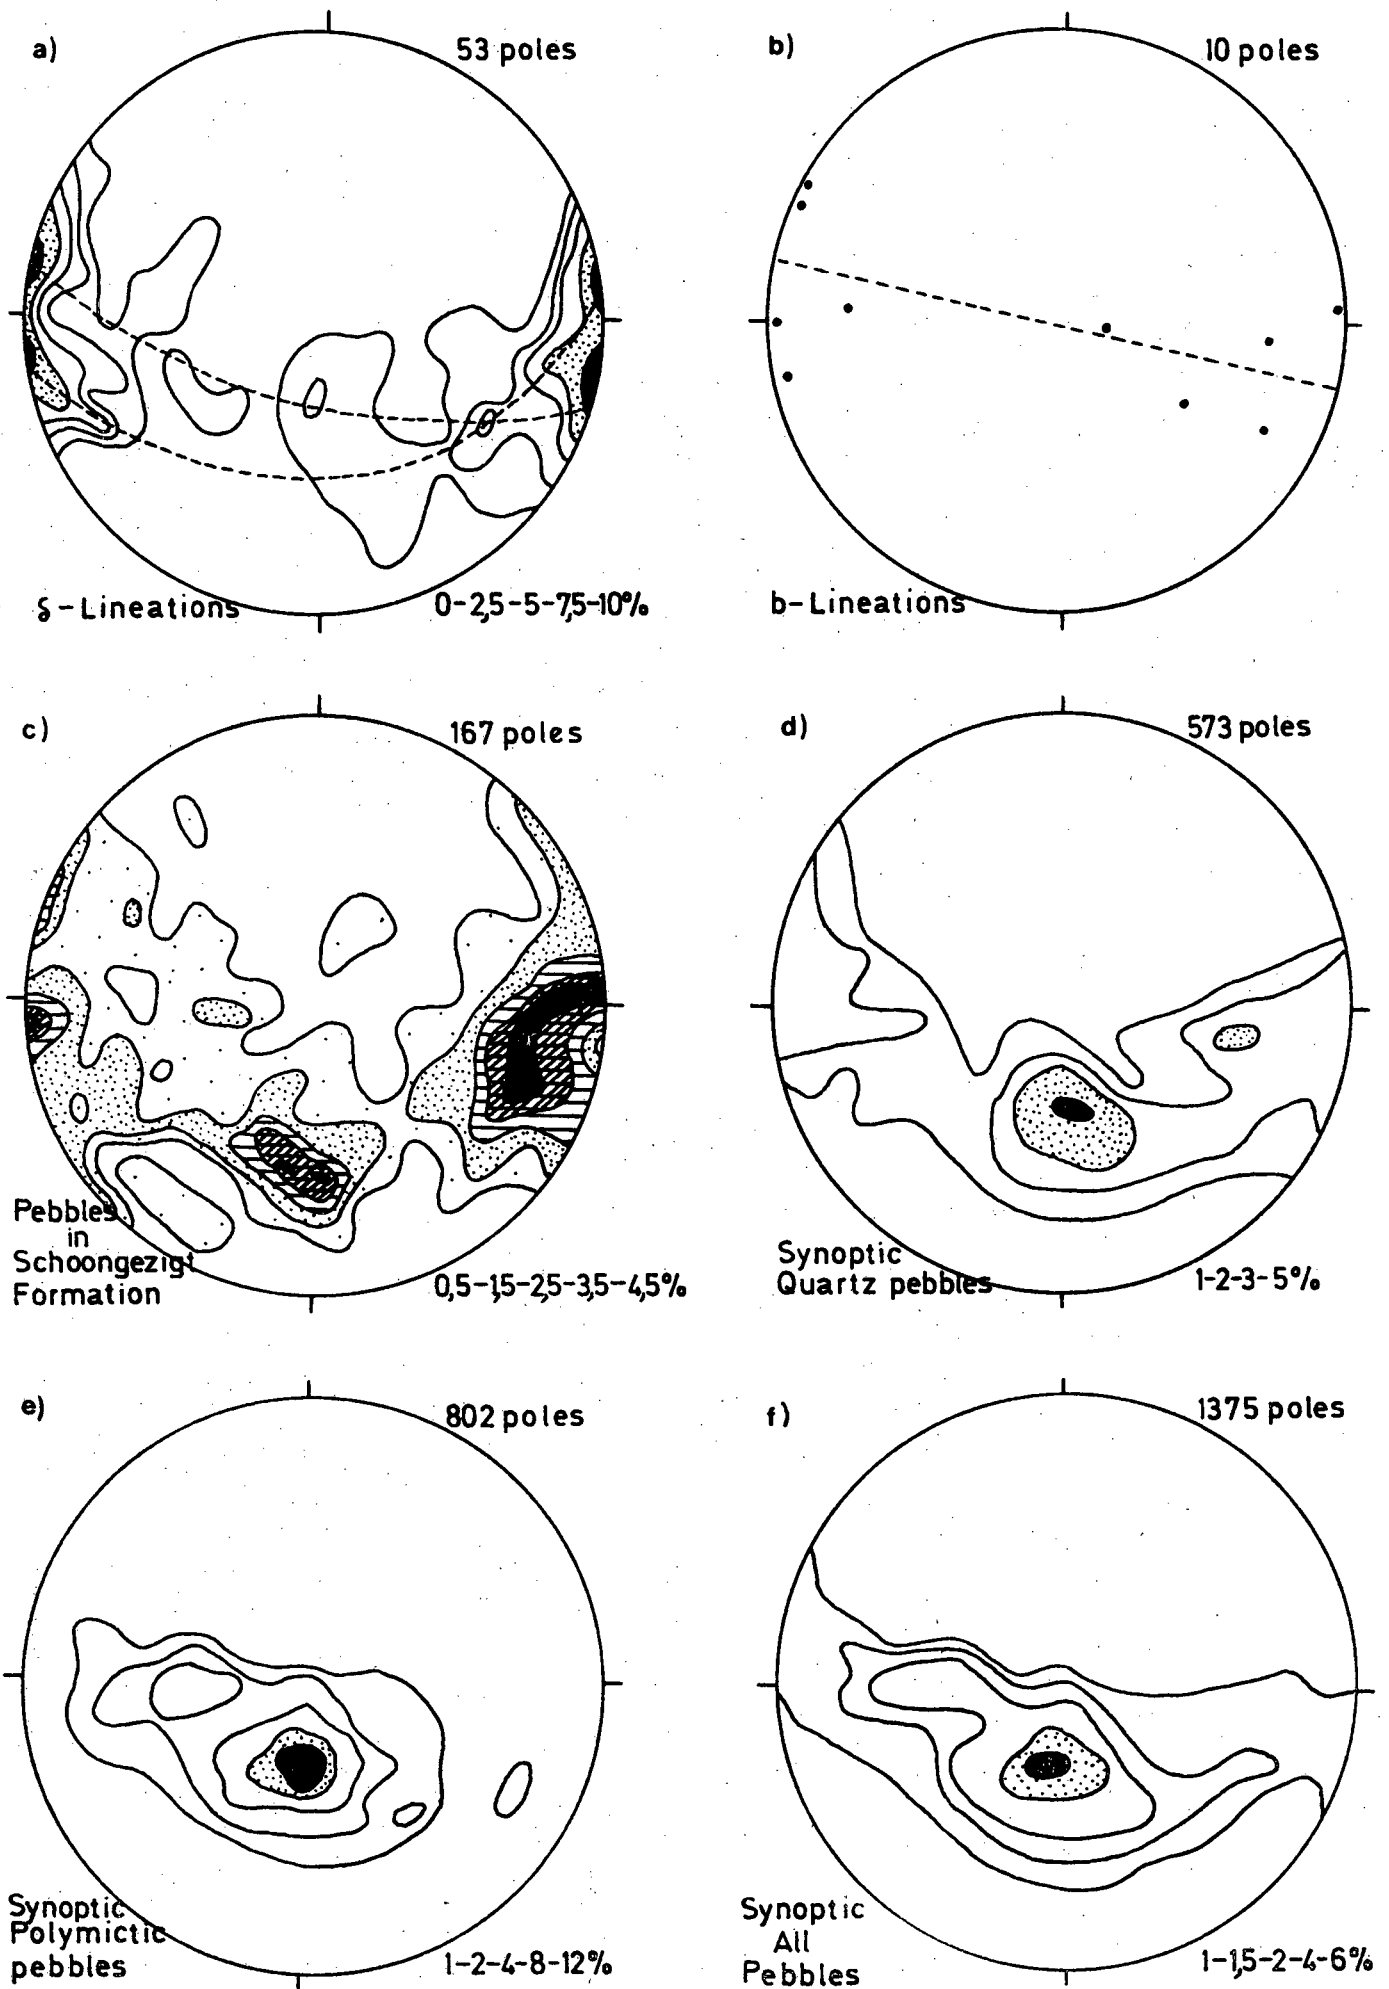 a)
53 poles
δ-Lineations
0-2,5-5-7,5-10%
b)
10 poles
b-Lineations
c)
167 poles
Pebbles
in
Schoongezigt
Formation
0,5-1,5-2,5-3,5-4,5%
d)
573 poles
Synoptic
Quartz pebbles
1-2-3-5%
e)
802 poles
Synoptic
Polymictic
pebbles
1-2-4-8-12%
f)
1375 poles
Synoptic
All
Pebbles
1-1,5-2-4-6%